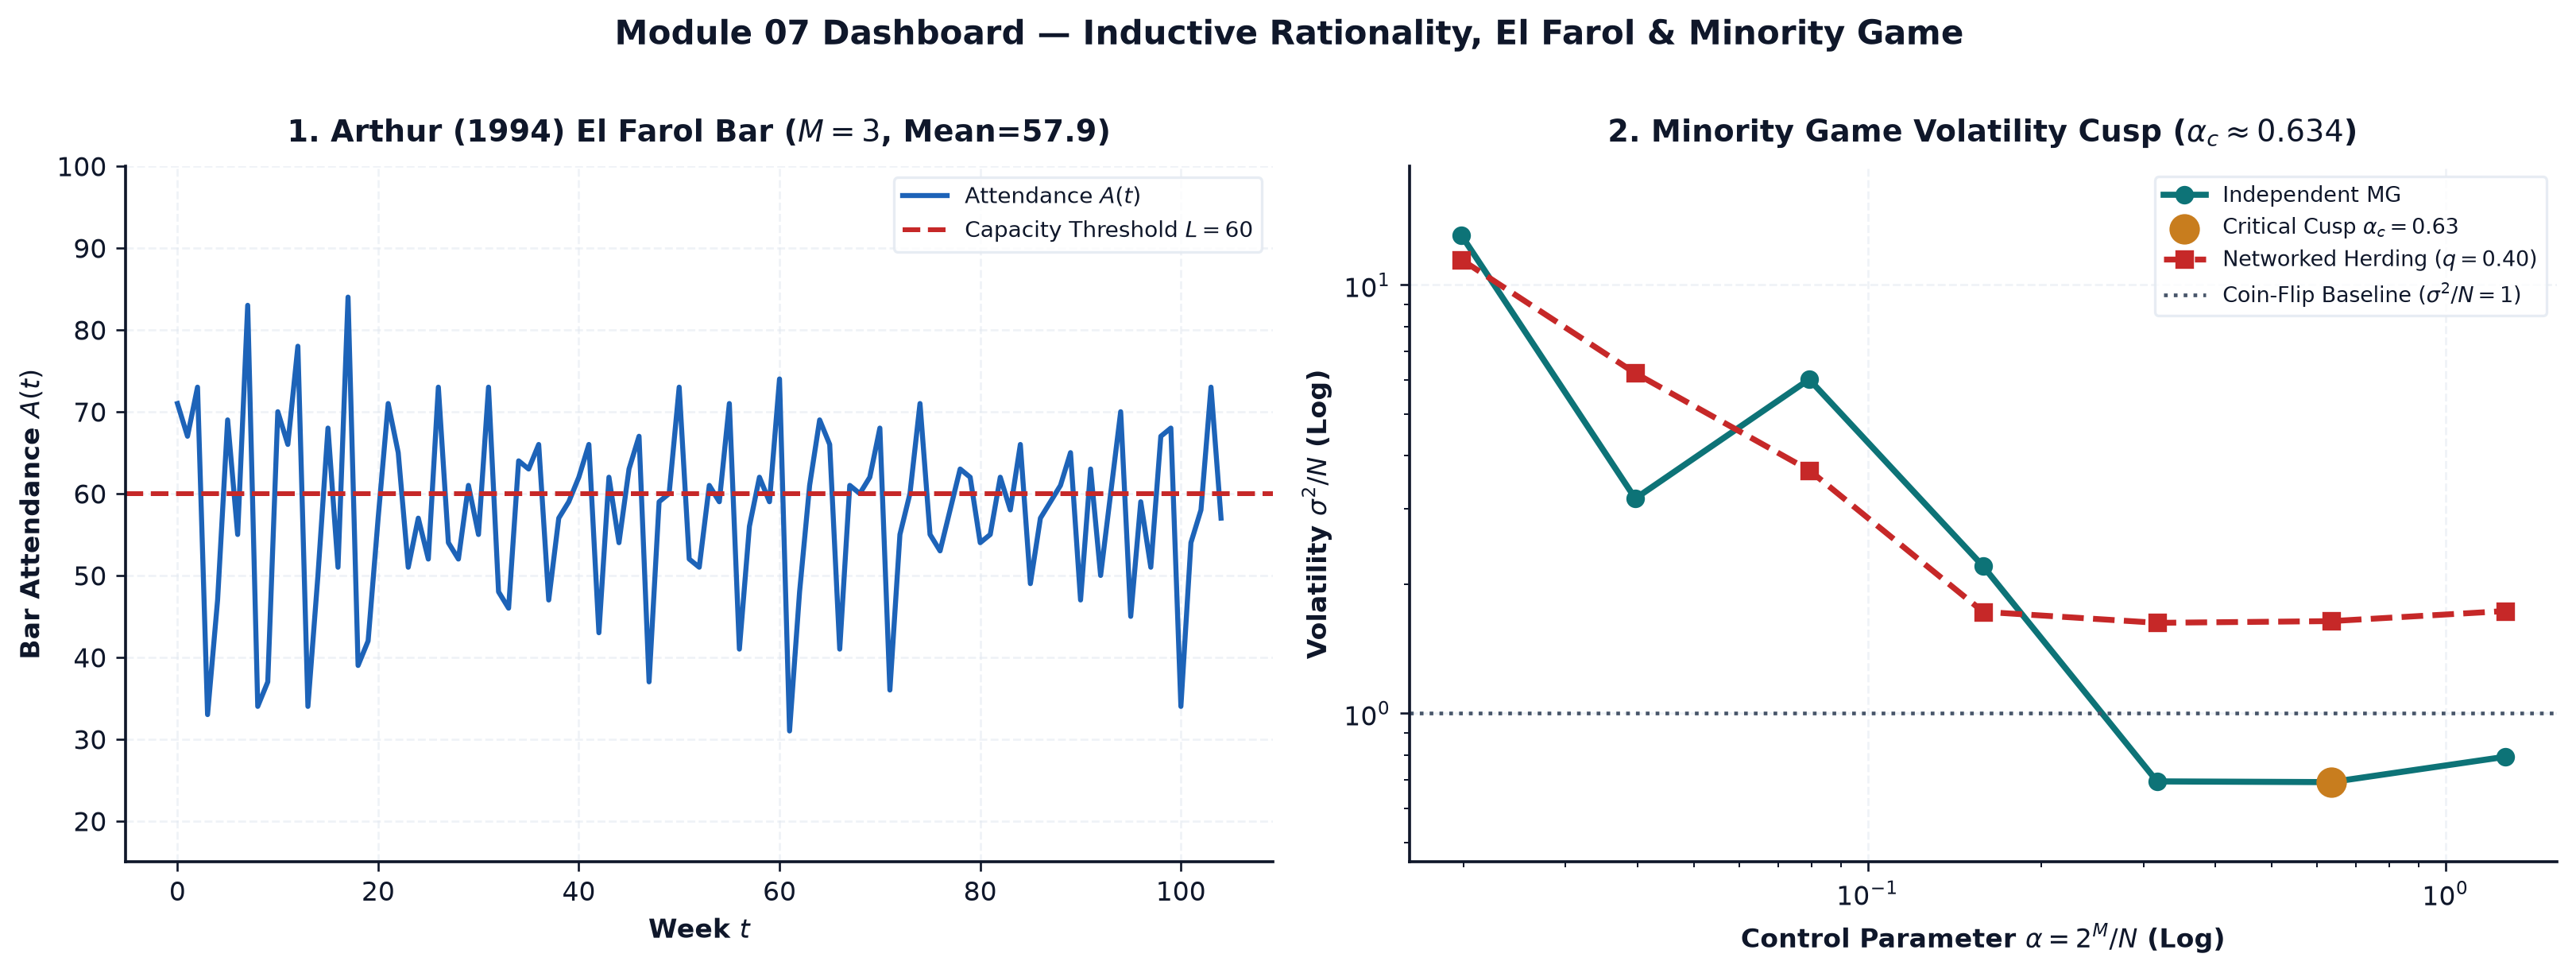 Module 07 Dashboard — Inductive Rationality, El Farol & Minority Game
1. Arthur (1994) El Farol Bar (M = 3, Mean=57.9)
Bar Attendance A(t)
100
90
80
70
60
50
40
30
20
Attendance A(t)
Capacity Threshold L = 60
0 20 40 60 80 100
Week t
2. Minority Game Volatility Cusp (α_c ≈ 0.634)
Volatility σ²/N (Log)
10¹
10⁰
Independent MG
Critical Cusp α_c = 0.63
Networked Herding (q = 0.40)
Coin-Flip Baseline (σ²/N = 1)
10⁻¹ 10⁰
Control Parameter α = 2^M/N (Log)